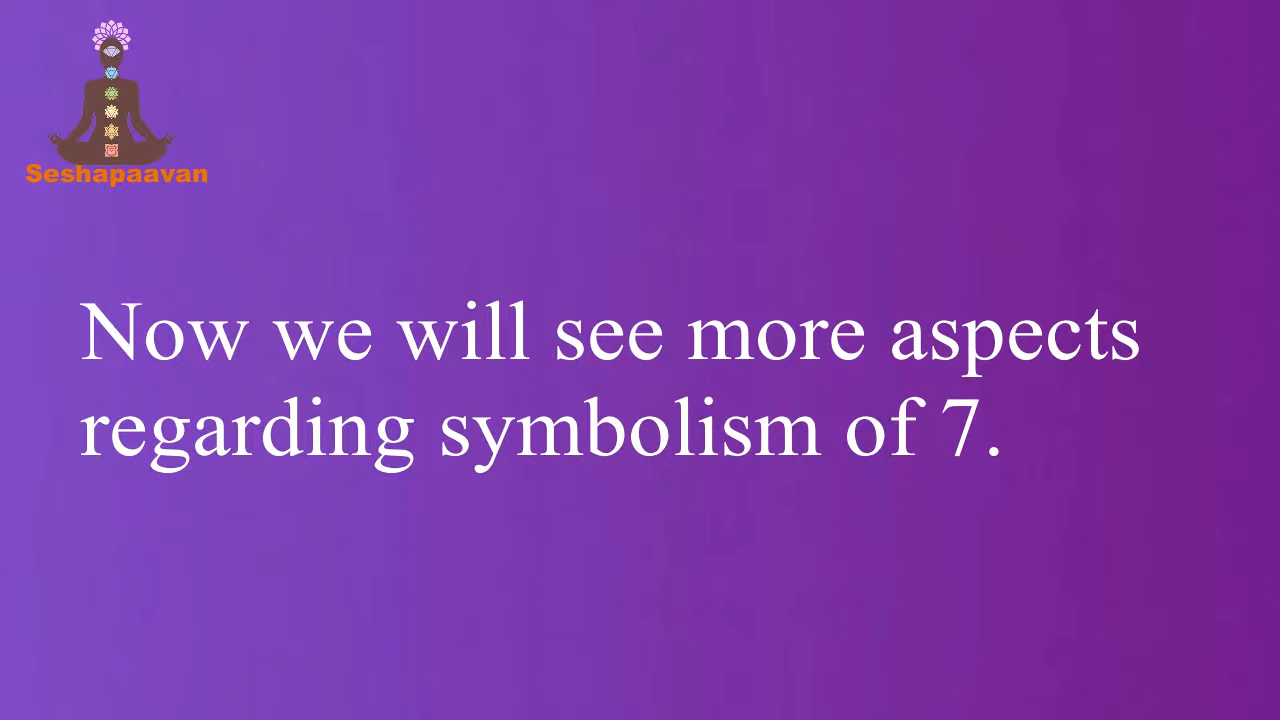 Seshapaavan
Now we will see more aspects
regarding symbolism of 7.